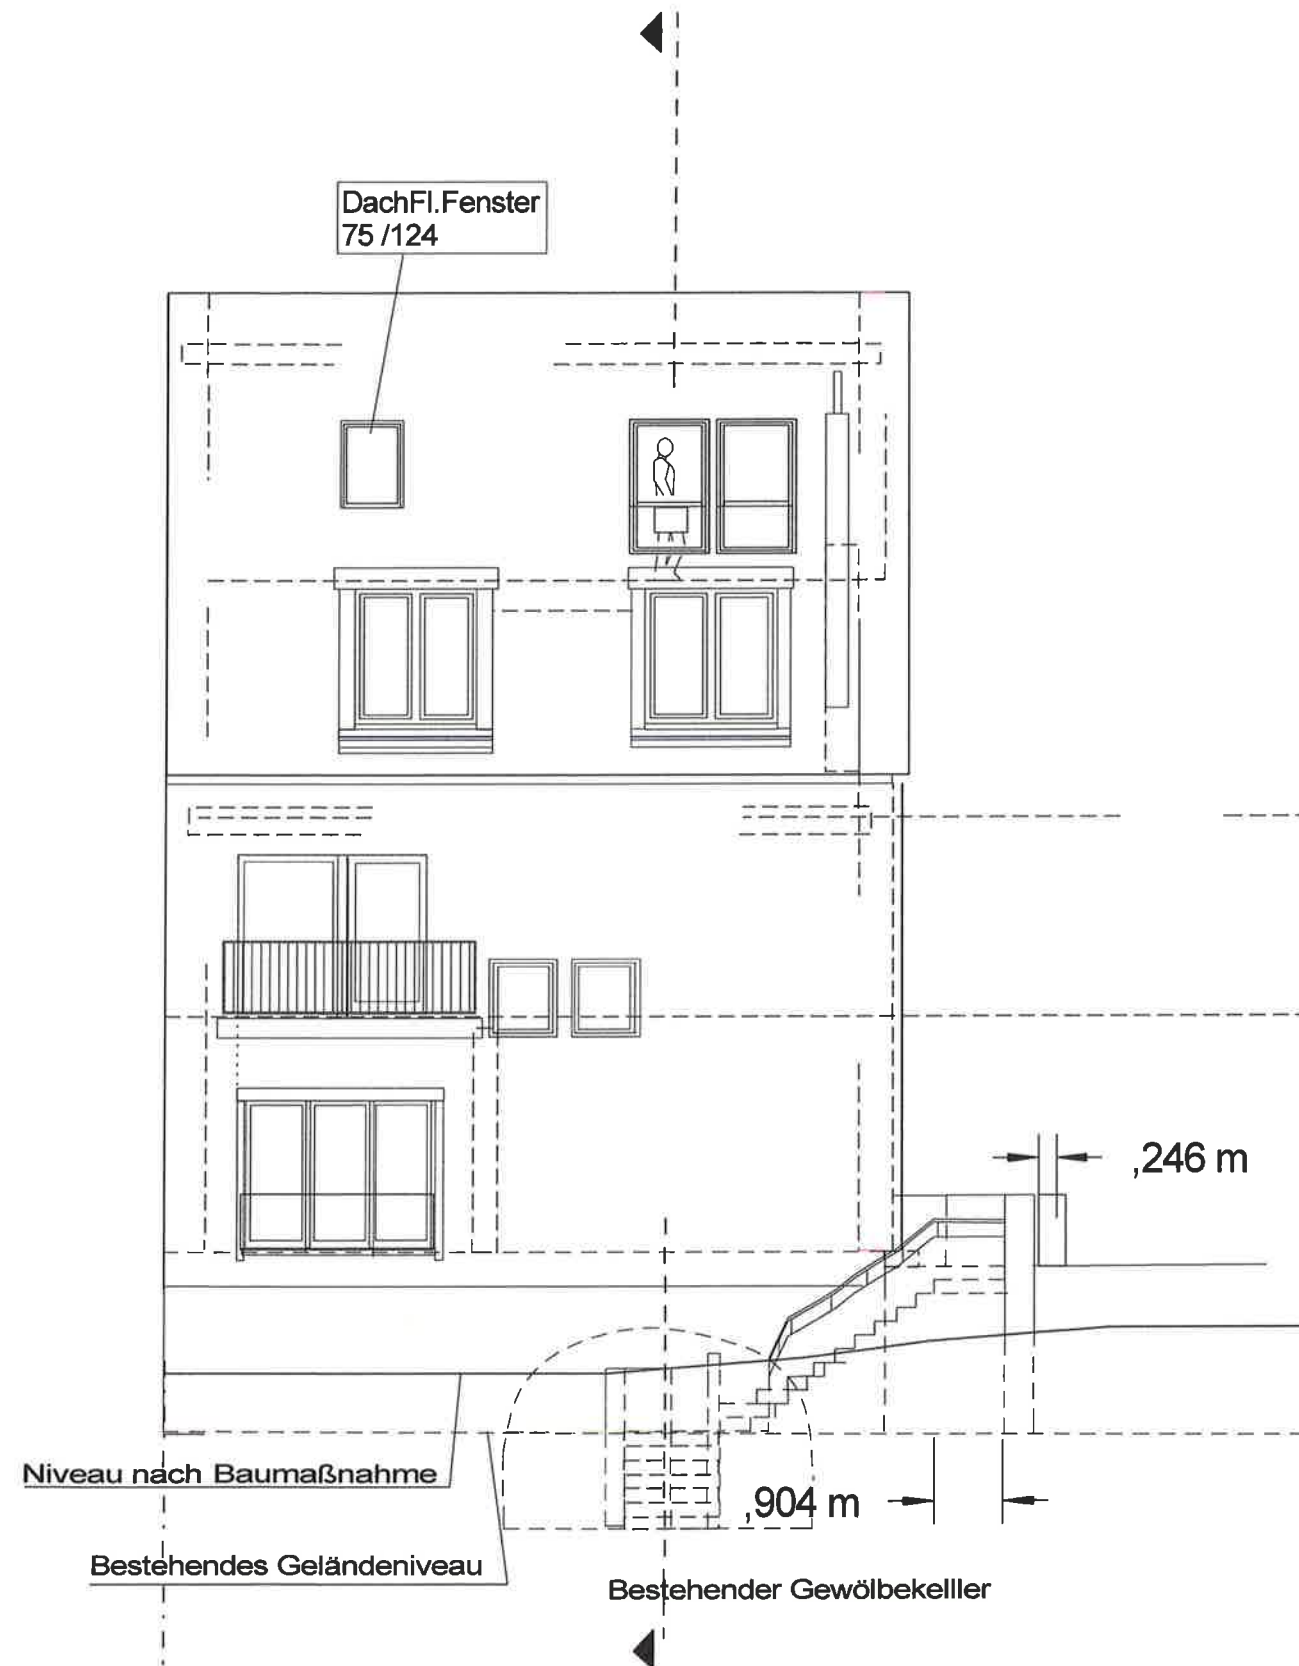 DachFl.Fenster
75 /124
,246 m
Niveau nach Baumaßnahme
,904 m
Bestehendes Geländeniveau
Bestehender Gewölbekelller